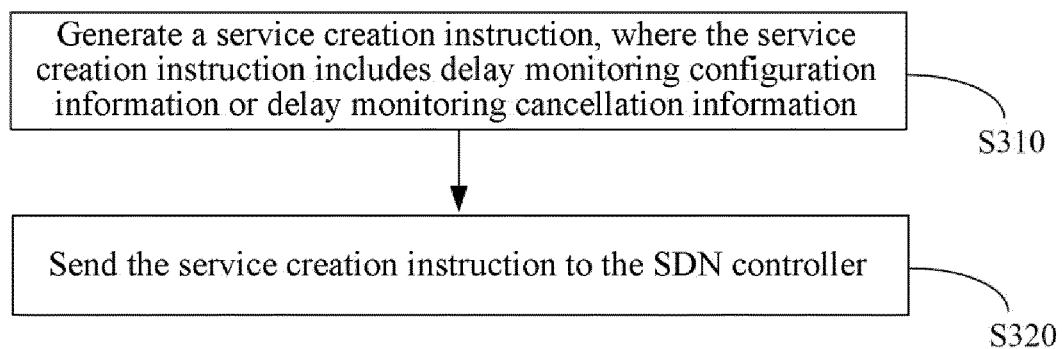 Generate a service creation instruction, where the service
creation instruction includes delay monitoring configuration
information or delay monitoring cancellation information
S310
Send the service creation instruction to the SDN controller
S320